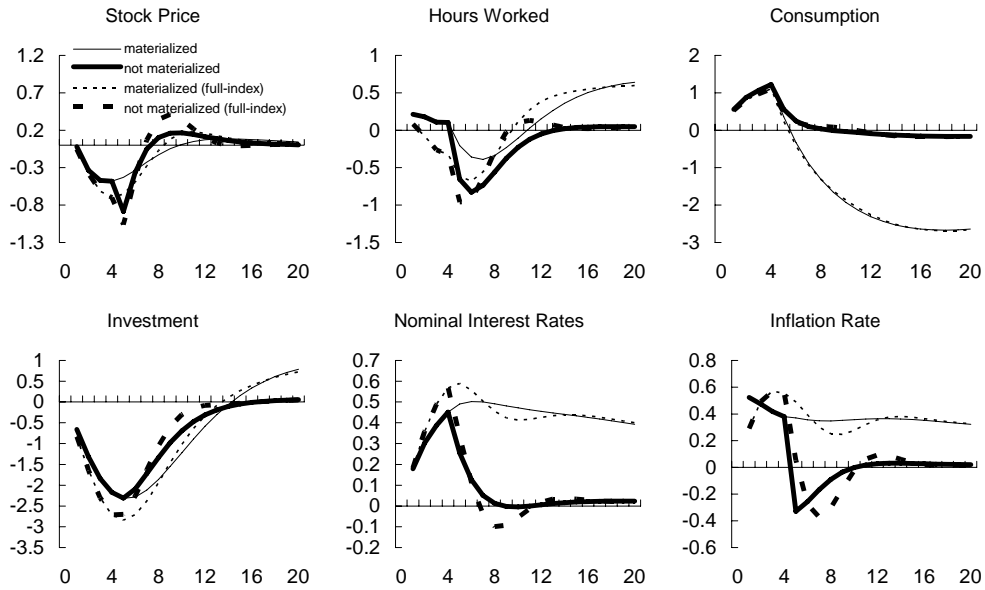 Stock Price
1.2
0.7
0.2
-0.3
-0.8
-1.3
0 4 8 12 16 20
materialized
not materialized
materialized (full-index)
not materialized (full-index)
Hours Worked
1
0.5
0
-0.5
-1
-1.5
0 4 8 12 16 20
Consumption
2
1
0
-1
-2
-3
0 4 8 12 16 20
Investment
1
0.5
0
-0.5
-1
-1.5
-2
-2.5
-3
-3.5
0 4 8 12 16 20
Nominal Interest Rates
0.7
0.6
0.5
0.4
0.3
0.2
0.1
0
-0.1
-0.2
0 4 8 12 16 20
Inflation Rate
0.8
0.6
0.4
0.2
0
-0.2
-0.4
-0.6
0 4 8 12 16 20